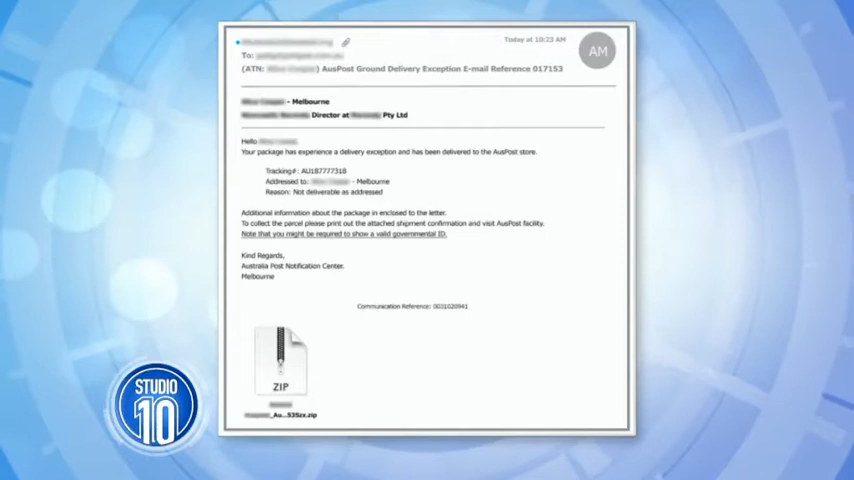 Today at 10:23 AM
AM
To:
(ATN: ) AusPost Ground Delivery Exception E-mail Reference 017153
- Melbourne
Director at Pty Ltd
Hello
Your package has experience a delivery exception and has been delivered to the AusPost store.
Tracking#: AU187777318
Addressed to: - Melbourne
Reason: Not deliverable as addressed
Additional information about the package in enclosed to the letter.
To collect the parcel please print out the attached shipment confirmation and visit AusPost facility.
Note that you might be required to show a valid governmental ID.
Kind Regards,
Australia Post Notification Center.
Melbourne
Communication Reference: 0031020941
ZIP
_Au...535zx.zip
STUDIO
10